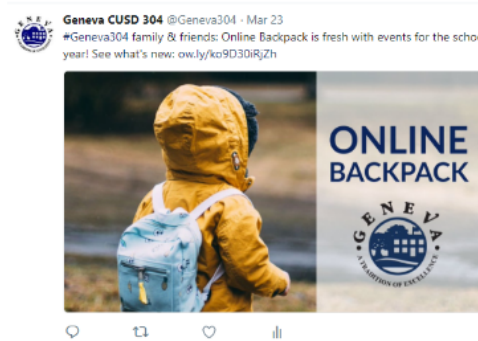 Geneva CUSD 304 @Geneva304 · Mar 23
#Geneva304 family & friends: Online Backpack is fresh with events for the
year! See what's new: ow.ly/ko9D30iRjZh
ONLINE
BACKPACK
GENEVA
A TRADITION OF EXCELLENCE